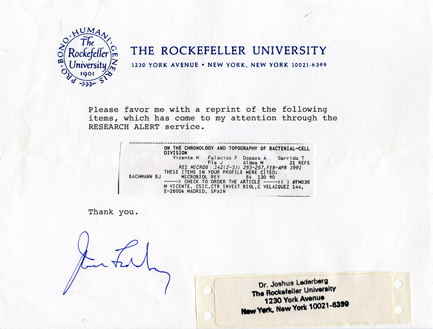 PRO · BONO · HUMANI · GENERIS
The
Rockefeller
University
1901
THE ROCKEFELLER UNIVERSITY
1230 YORK AVENUE • NEW YORK, NEW YORK 10021-6399
Please favor me with a reprint of the following
items, which has come to my attention through the
RESEARCH ALERT service.
ON THE CHRONOLOGY AND TOPOGRAPHY OF BACTERIAL-CELL
DIVISION
Vicente M Palacios P Dopazo A Garrido T
Pla J Aldea M 21 REFS
RES MICROB 142(2-3): 253-257, FEB-APR 1991
THESE ITEMS IN YOUR PROFILE WERE CITED:
BACHMANN BJ MICROBIOL REV 54 130 90
-----> CHECK TO ORDER THE ARTICLE ----->( ) #FM035
M VICENTE, CSIC, CTR INVEST BIOL, C VELAZQUEZ 144,
E-28006 MADRID, SPAIN
Thank you.
Dr. Joshua Lederberg
The Rockefeller University
1230 York Avenue
New York, New York 10021-6399